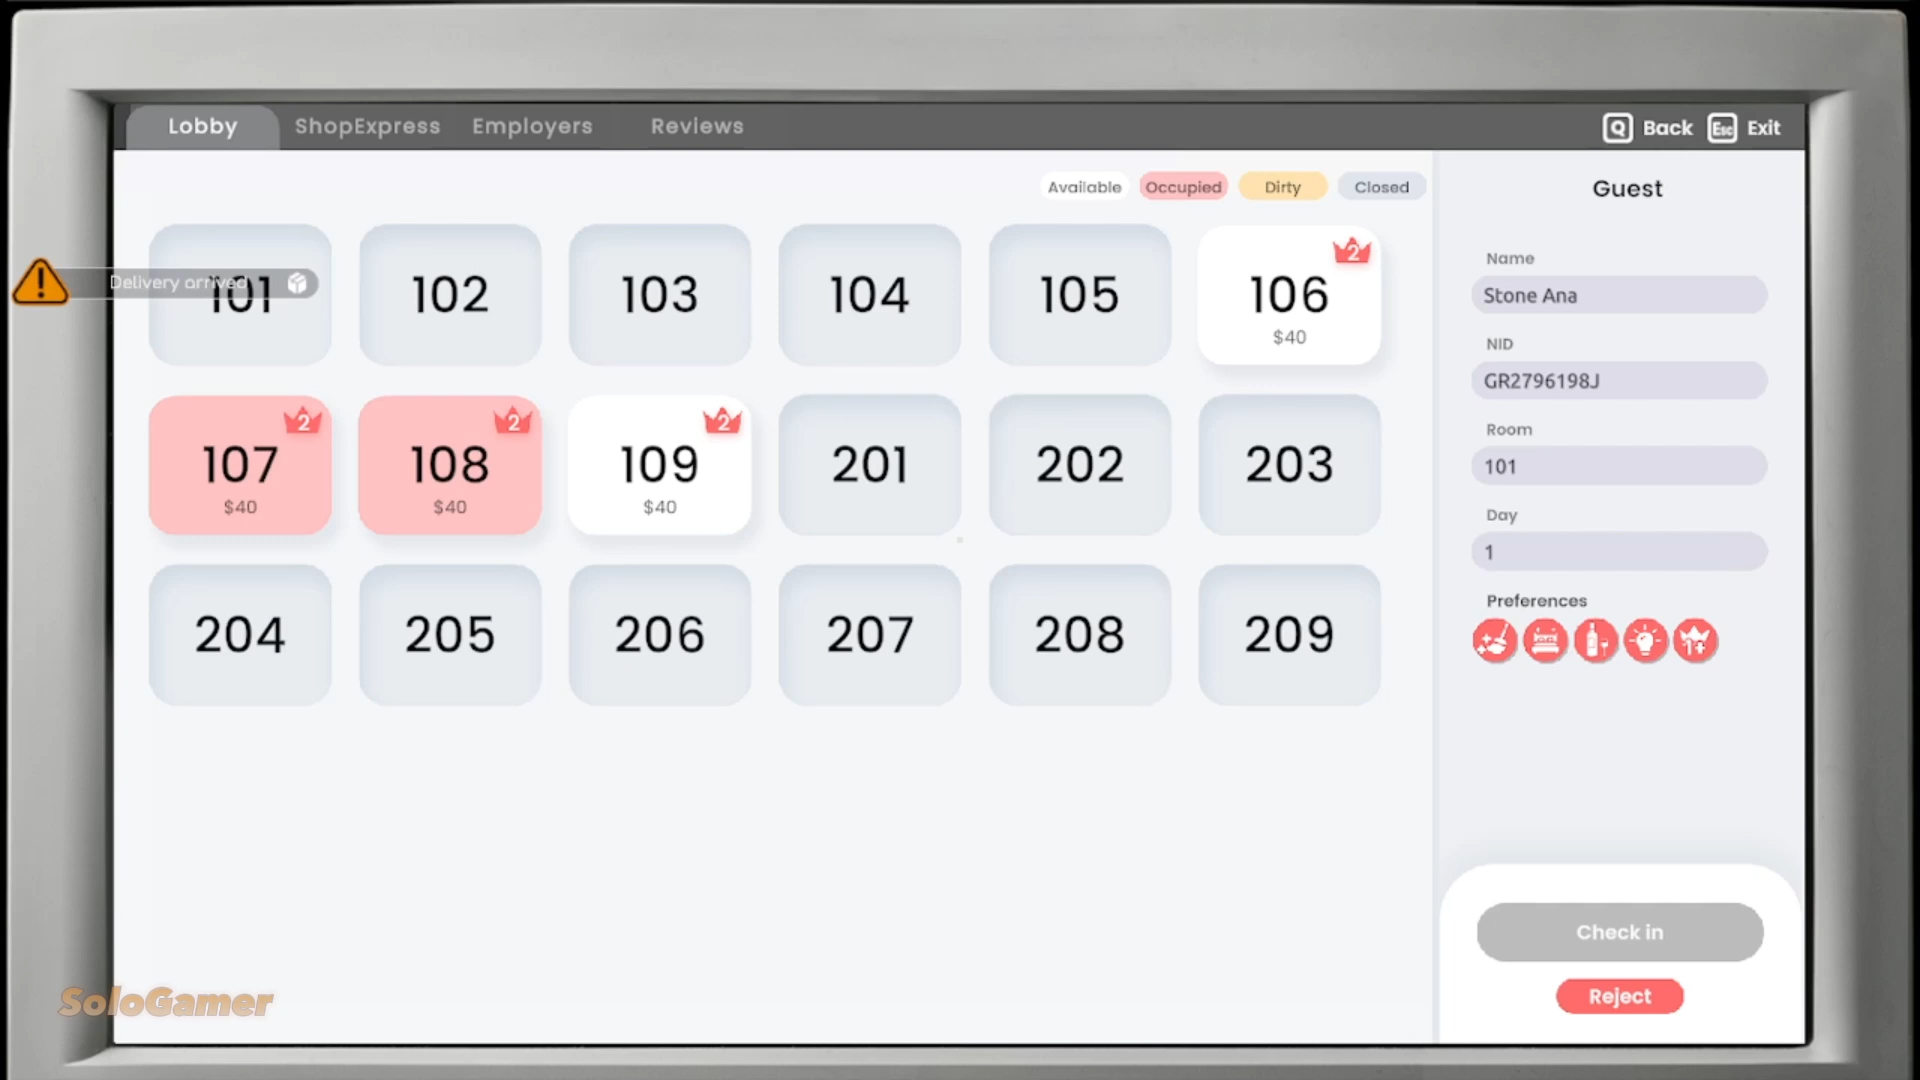 Lobby ShopExpress Employers Reviews Q Back Esc Exit
Available Occupied Dirty Closed
Guest
Delivery arrived
101 102 103 104 105 106 2
$40
107 2 108 2 109 2 201 202 203
$40 $40 $40
204 205 206 207 208 209
Name
Stone Ana
NID
GR2796198J
Room
101
Day
1
Preferences
1+
Check in
Reject
SoloGamer